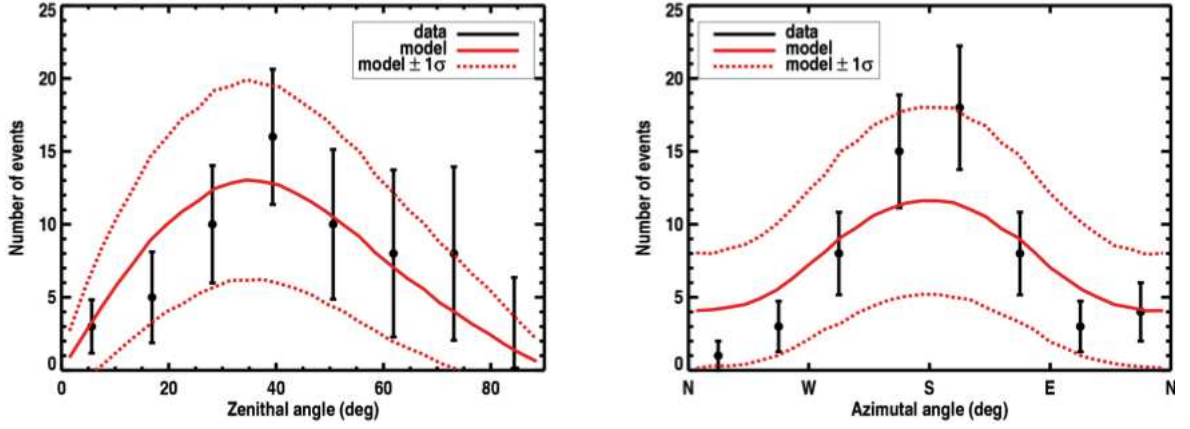 25
20
15
10
5
0
Number of events
data
model
model ± 1σ
0 20 40 60 80
Zenithal angle (deg)
25
20
15
10
5
0
Number of events
data
model
model ± 1σ
N W S E N
Azimutal angle (deg)